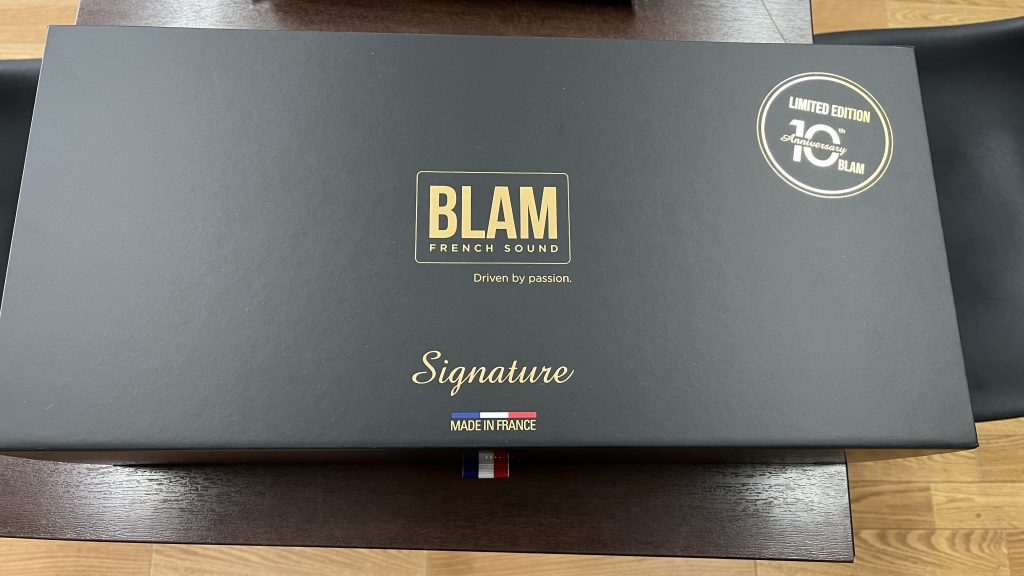 LIMITED EDITION
10th
Anniversary
BLAM
BLAM
FRENCH SOUND
Driven by passion.
Signature
MADE IN FRANCE